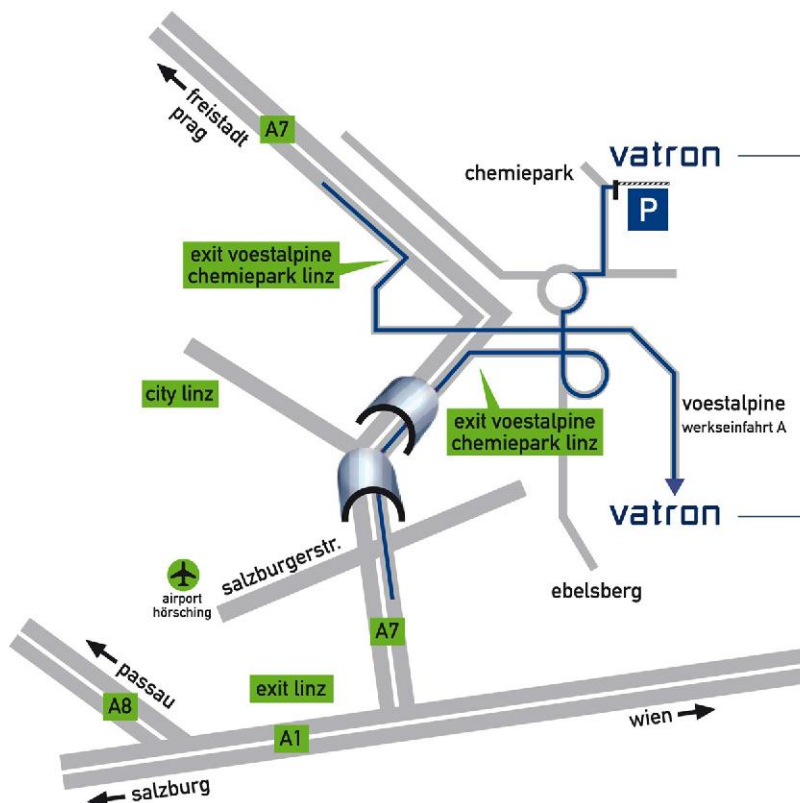 freistadt
prag
A7
vatron
chemiepark
P
exit voestalpine
chemiepark linz
city linz
exit voestalpine
chemiepark linz
voestalpine
werkseinfahrt A
vatron
salzburgerstr.
airport
hörsching
ebelsberg
A7
passau
exit linz
A8
A1
wien
salzburg